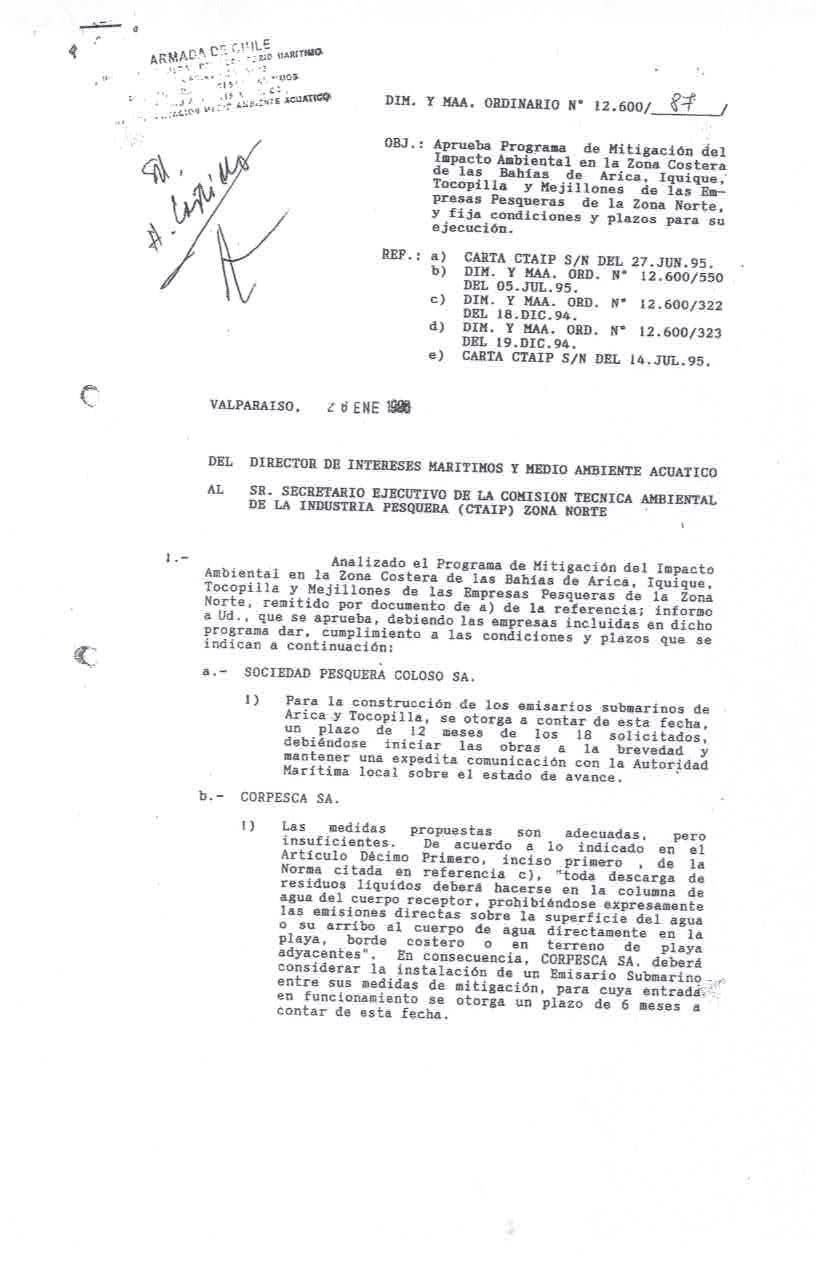 ARMADA DE CHILE
MARITIMO
MEDIO AMBIENTE ACUATICO
DIM. Y MAA. ORDINARIO N° 12.600/ 87 /
OBJ.: Aprueba Programa de Mitigación del
Impacto Ambiental en la Zona Costera
de las Bahías de Arica, Iquique,
Tocopilla y Mejillones de las Em-
presas Pesqueras de la Zona Norte,
y fija condiciones y plazos para su
ejecución.
REF.: a) CARTA CTAIP S/N DEL 27.JUN.95.
b) DIM. Y MAA. ORD. N° 12.600/550
DEL 05.JUL.95.
c) DIM. Y MAA. ORD. N° 12.600/322
DEL 18.DIC.94.
d) DIM. Y MAA. ORD. N° 12.600/323
DEL 19.DIC.94.
e) CARTA CTAIP S/N DEL 14.JUL.95.
VALPARAISO, ENE
DEL DIRECTOR DE INTERESES MARITIMOS Y MEDIO AMBIENTE ACUATICO
AL SR. SECRETARIO EJECUTIVO DE LA COMISION TECNICA AMBIENTAL
DE LA INDUSTRIA PESQUERA (CTAIP) ZONA NORTE
1.- Analizado el Programa de Mitigación del Impacto
Ambiental en la Zona Costera de las Bahías de Arica, Iquique,
Tocopilla y Mejillones de las Empresas Pesqueras de la Zona
Norte, remitido por documento de a) de la referencia; informo
a Ud., que se aprueba, debiendo las empresas incluidas en dicho
programa dar, cumplimiento a las condiciones y plazos que se
indican a continuación:
a.- SOCIEDAD PESQUERA COLOSO SA.
1) Para la construcción de los emisarios submarinos de
Arica y Tocopilla, se otorga a contar de esta fecha,
un plazo de 12 meses de los 18 solicitados,
debiéndose iniciar las obras a la brevedad y
mantener una expedita comunicación con la Autoridad
Marítima local sobre el estado de avance.
b.- CORPESCA SA.
1) Las medidas propuestas son adecuadas, pero
insuficientes. De acuerdo a lo indicado en el
Artículo Décimo Primero, inciso primero , de la
Norma citada en referencia c), "toda descarga de
residuos líquidos deberá hacerse en la columna de
agua del cuerpo receptor, prohibiéndose expresamente
las emisiones directas sobre la superficie del agua
o su arribo al cuerpo de agua directamente en la
playa, borde costero o en terreno de playa
adyacentes". En consecuencia, CORPESCA SA. deberá
considerar la instalación de un Emisario Submarino
entre sus medidas de mitigación, para cuya entrada
en funcionamiento se otorga un plazo de 6 meses a
contar de esta fecha.